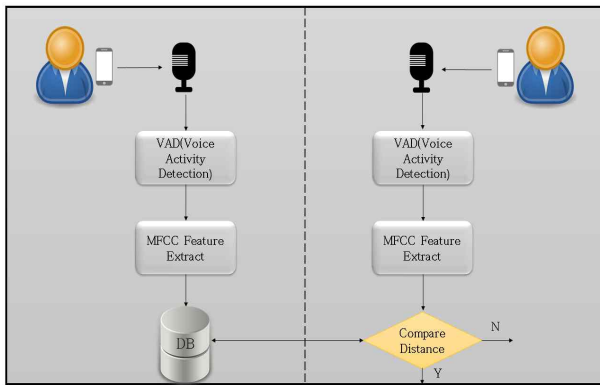 VAD(Voice
Activity
Detection)
MFCC Feature
Extract
DB
VAD(Voice
Activity
Detection)
MFCC Feature
Extract
Compare
Distance
N
Y